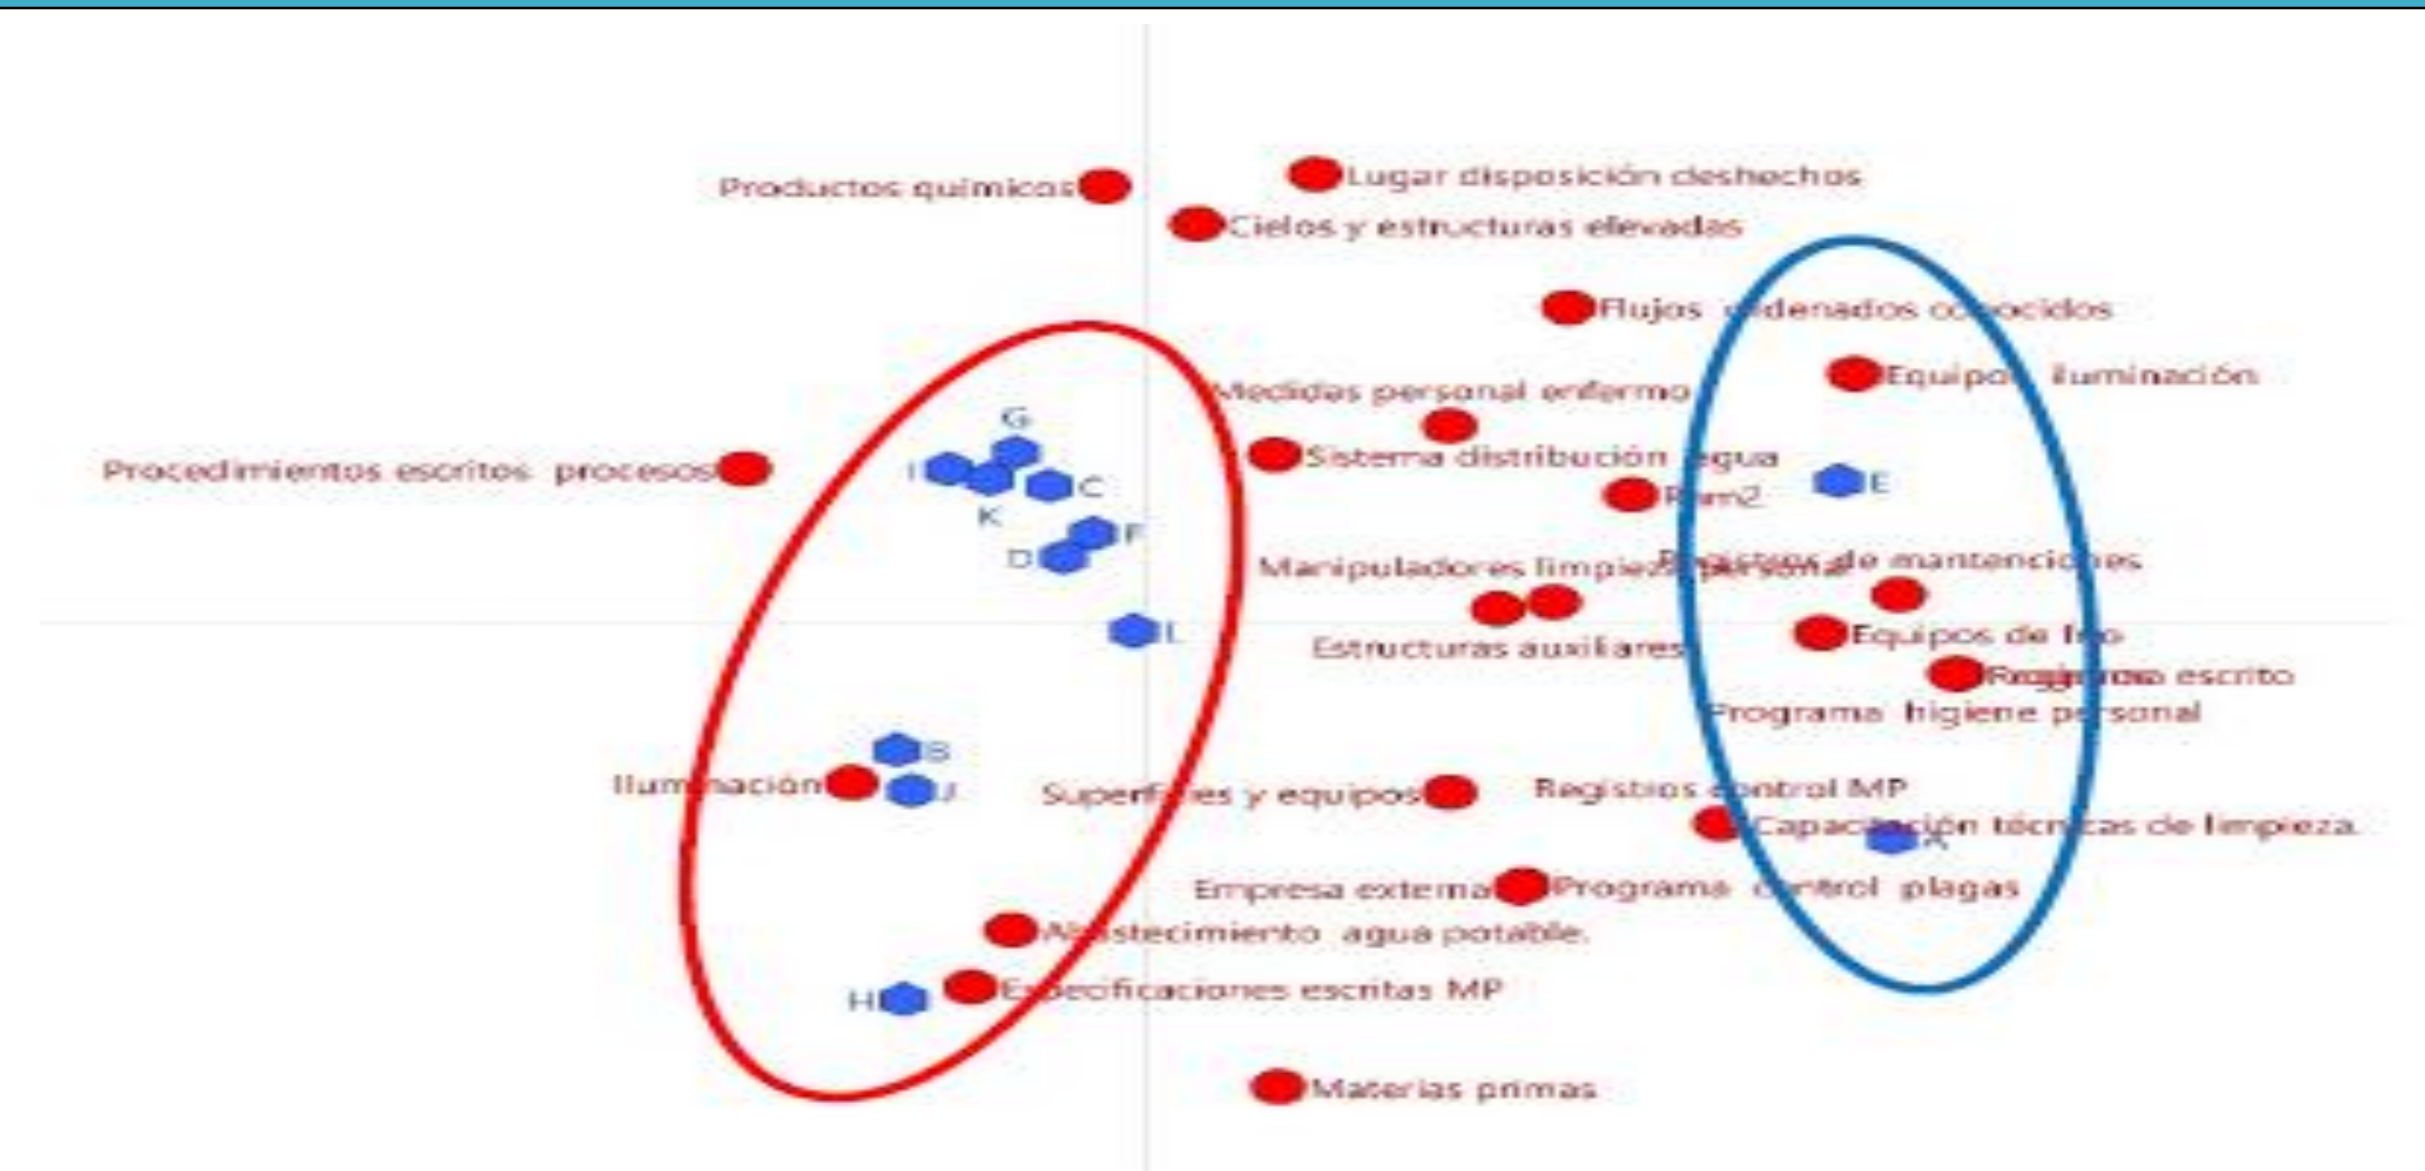 Lugar disposición deshechos
Productos químicos
Cielos y estructuras elevadas
Flujos ordenados conocidos
Equipos iluminación
Medidas personal enfermo
G
Sistema distribución agua
Procedimientos escritos procesos
I
C
E
K
F
D
Registros de mantenciones
Manipuladores limpieza personal
L
Equipos de frio
Estructuras auxiliares
escrito
Programa higiene personal
B
Iluminación
J
Superficies y equipos
Registros control MP
Capacitación técnicas de limpieza.
A
Empresa externa
Programa control plagas
Abastecimiento agua potable.
H
Especificaciones escritas MP
Materias primas